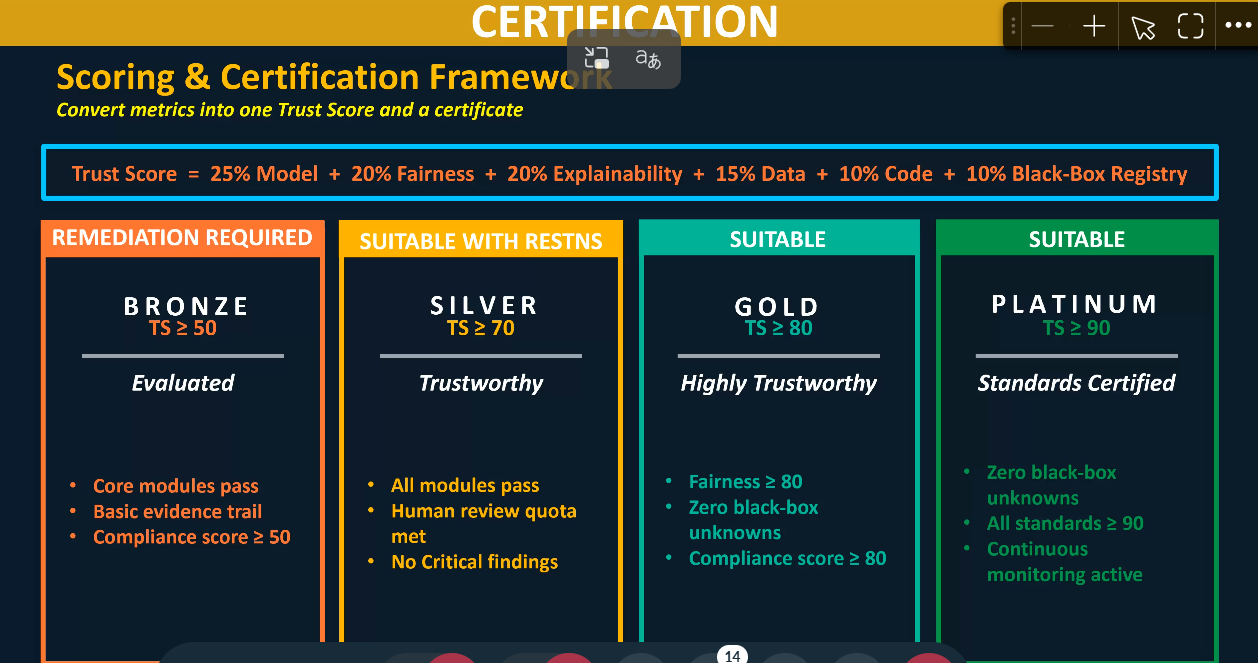 CERTIFICATION
Scoring & Certification Framework
Convert metrics into one Trust Score and a certificate
Trust Score = 25% Model + 20% Fairness + 20% Explainability + 15% Data + 10% Code + 10% Black-Box Registry
REMEDIATION REQUIRED
BRONZE
TS ≥ 50
Evaluated
• Core modules pass
• Basic evidence trail
• Compliance score ≥ 50
SUITABLE WITH RESTNS
SILVER
TS ≥ 70
Trustworthy
• All modules pass
• Human review quota
met
• No Critical findings
SUITABLE
GOLD
TS ≥ 80
Highly Trustworthy
• Fairness ≥ 80
• Zero black-box
unknowns
• Compliance score ≥ 80
SUITABLE
PLATINUM
TS ≥ 90
Standards Certified
• Zero black-box
unknowns
• All standards ≥ 90
• Continuous
monitoring active
aあ
14